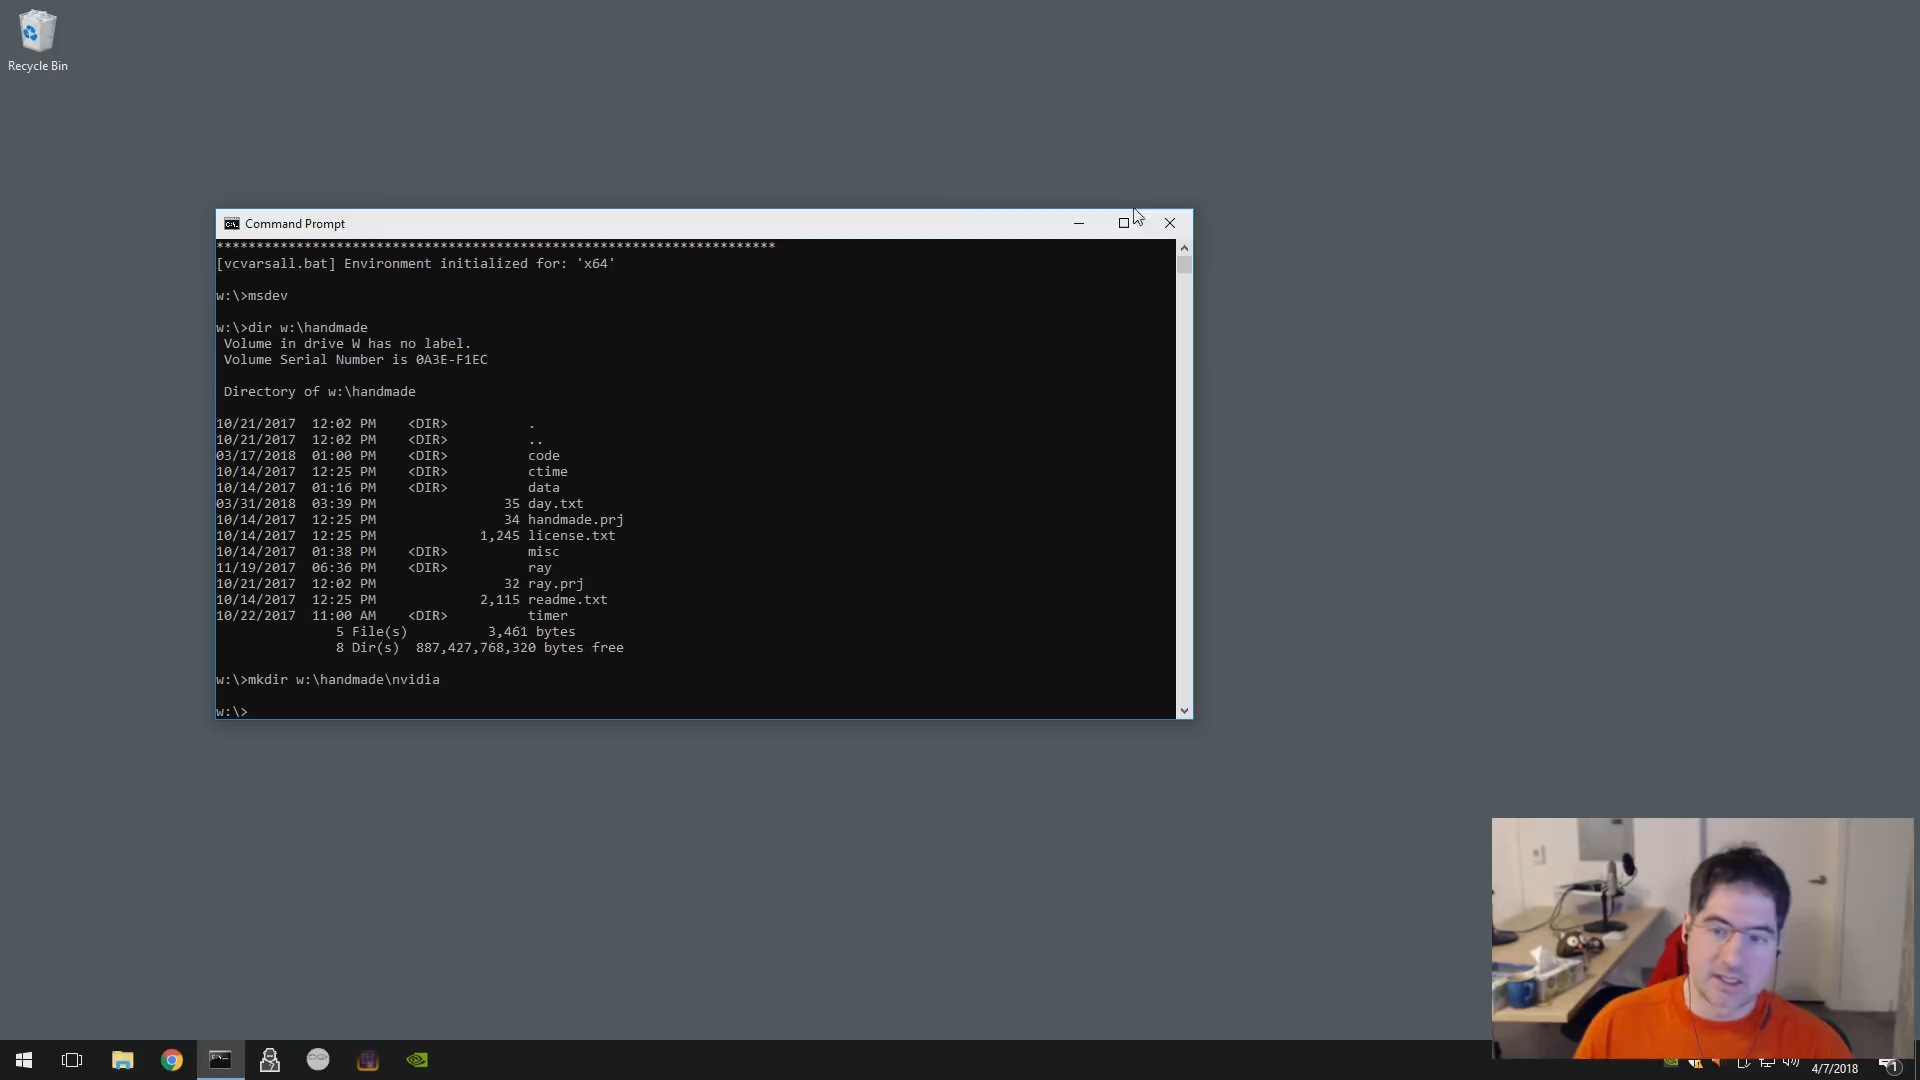 Recycle Bin
Command Prompt
**********************************************************************
[vcvarsall.bat] Environment initialized for: 'x64'
w:\>msdev
w:\>dir w:\handmade
Volume in drive W has no label.
Volume Serial Number is 0A3E-F1EC
Directory of w:\handmade
10/21/2017  12:02 PM    <DIR>          .
10/21/2017  12:02 PM    <DIR>          ..
03/17/2018  01:00 PM    <DIR>          code
10/14/2017  12:25 PM    <DIR>          ctime
10/14/2017  01:16 PM    <DIR>          data
03/31/2018  03:39 PM                35 day.txt
10/14/2017  12:25 PM                34 handmade.prj
10/14/2017  12:25 PM             1,245 license.txt
10/14/2017  01:38 PM    <DIR>          misc
11/19/2017  06:36 PM    <DIR>          ray
10/21/2017  12:02 PM                32 ray.prj
10/14/2017  12:25 PM             2,115 readme.txt
10/22/2017  11:00 AM    <DIR>          timer
5 File(s)          3,461 bytes
8 Dir(s)  887,427,768,320 bytes free
w:\>mkdir w:\handmade\nvidia
w:\>
4/7/2018
1